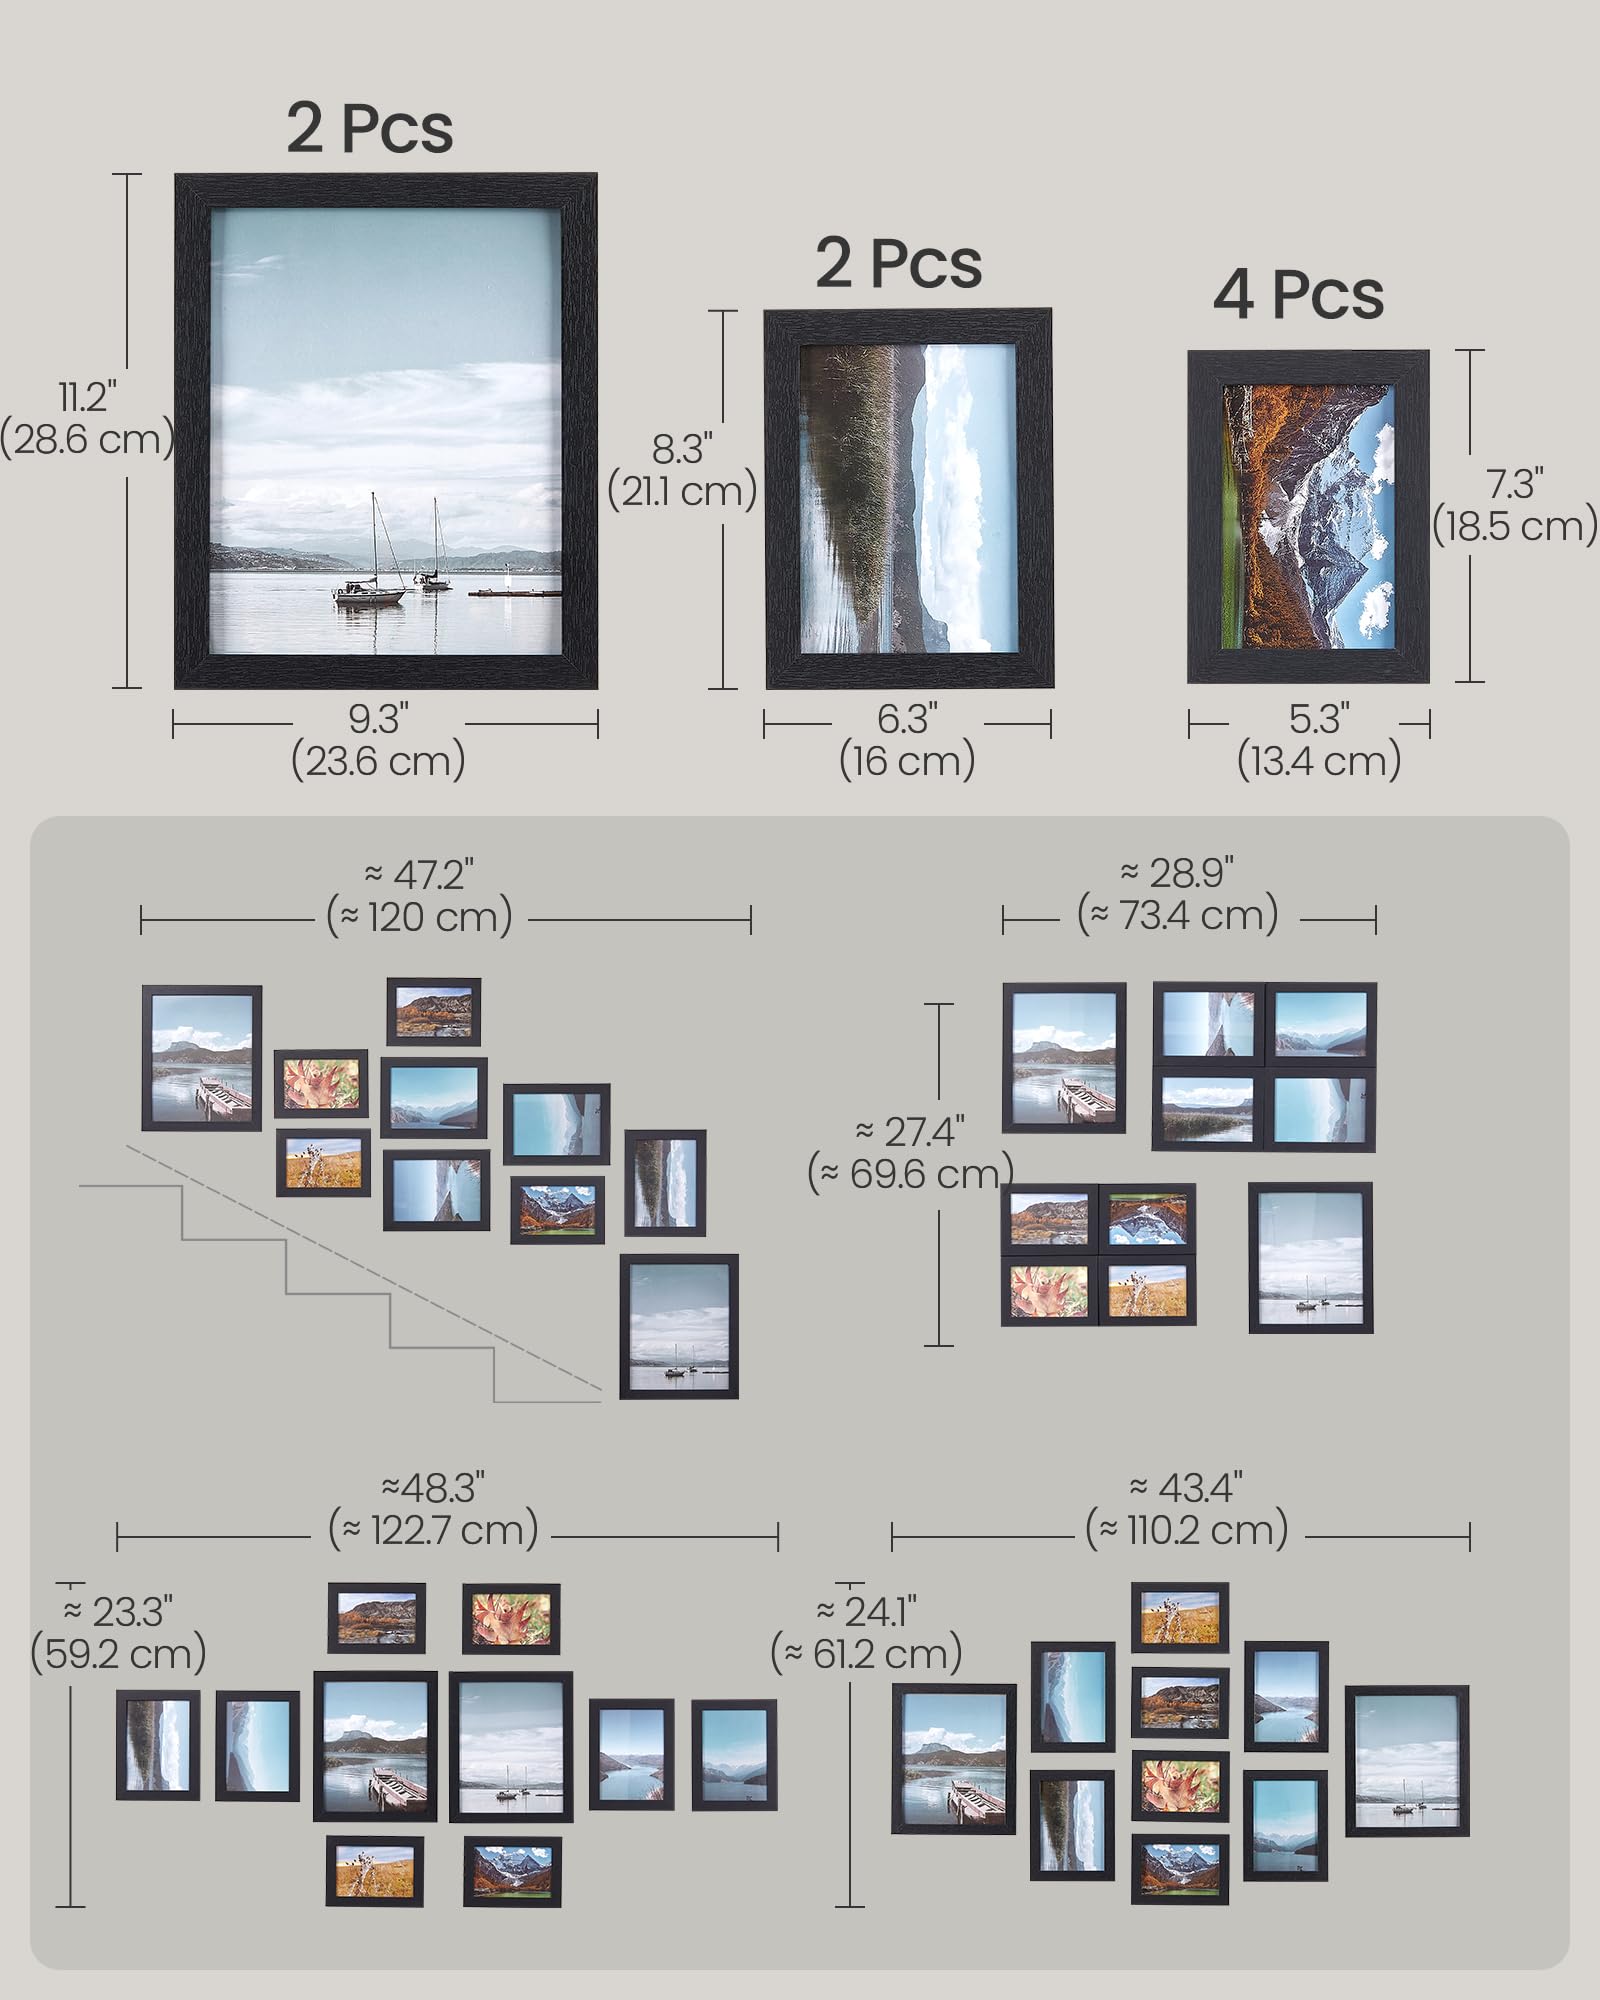 2 Pcs
2 Pcs
4 Pcs
11.2"
(28.6 cm)
8.3"
(21.1 cm)
7.3"
(18.5 cm)
9.3"
(23.6 cm)
6.3"
(16 cm)
5.3"
(13.4 cm)
≈ 47.2"
(≈ 120 cm)
≈ 28.9"
(≈ 73.4 cm)
≈ 27.4"
(≈ 69.6 cm)
≈48.3"
(≈ 122.7 cm)
≈ 43.4"
(≈ 110.2 cm)
≈ 23.3"
(59.2 cm)
≈ 24.1"
(≈ 61.2 cm)